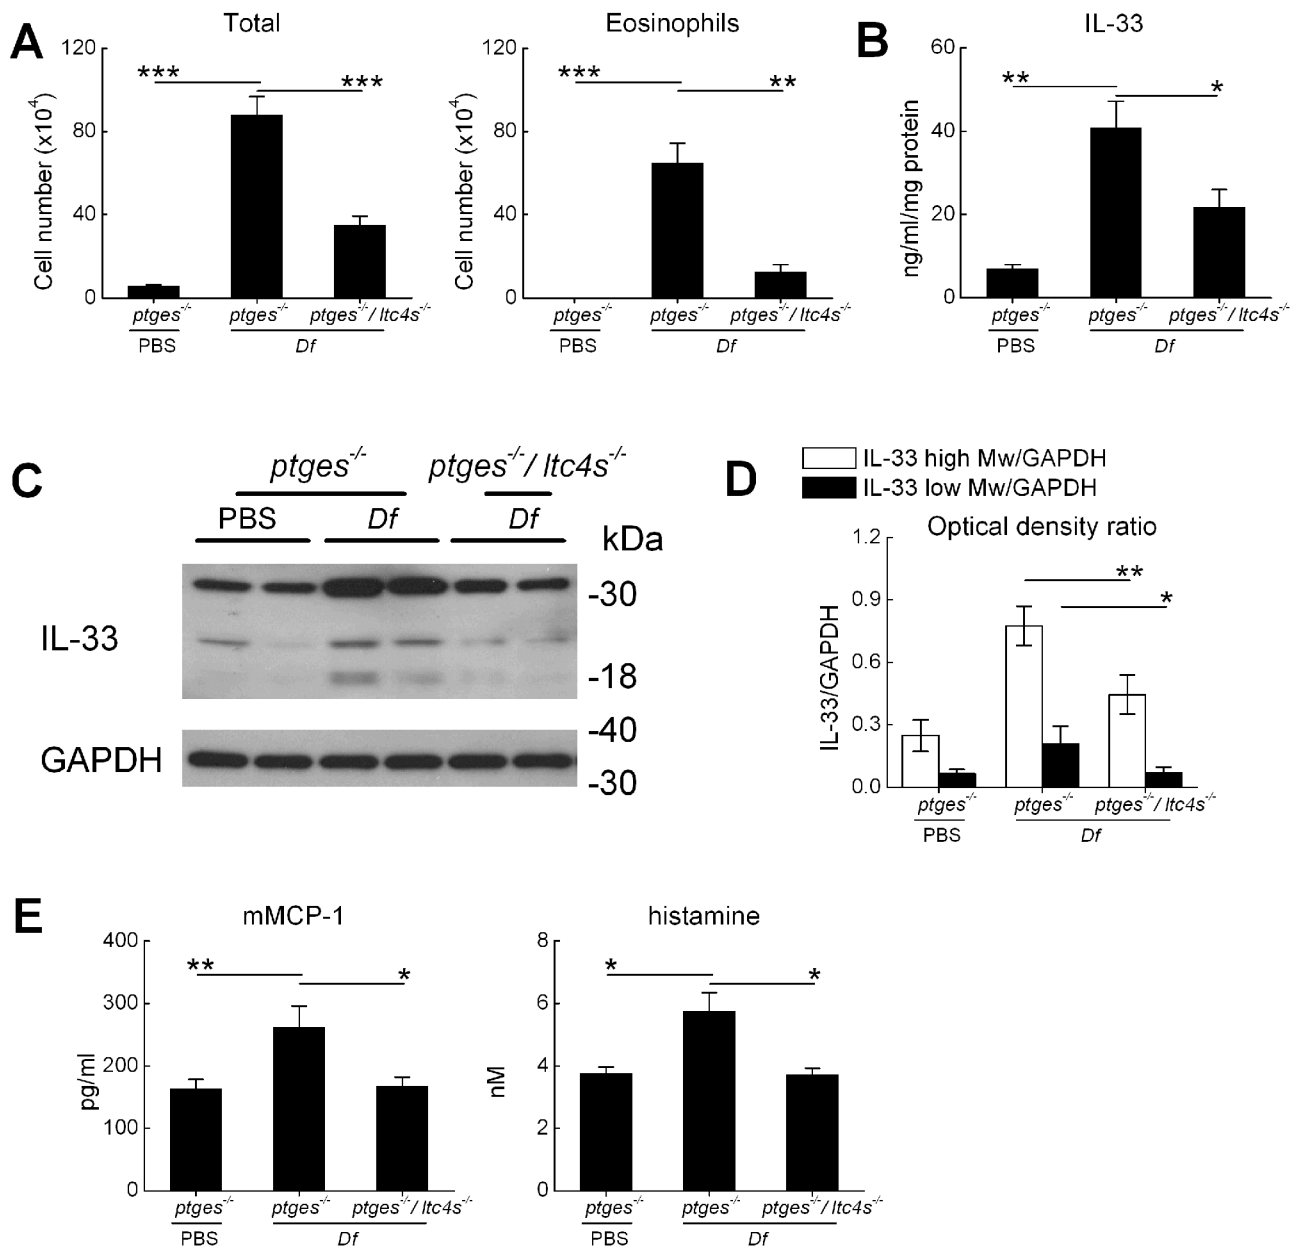 A
Total
120
80
40
0
Cell number (x10⁴)
***
***
ptges⁻/⁻
ptges⁻/⁻
ptges⁻/⁻/ ltc4s⁻/⁻
PBS
Df
Eosinophils
120
80
40
0
Cell number (x10⁴)
***
**
ptges⁻/⁻
ptges⁻/⁻
ptges⁻/⁻/ ltc4s⁻/⁻
PBS
Df
B
IL-33
60
40
20
0
ng/ml/mg protein
**
*
ptges⁻/⁻
ptges⁻/⁻
ptges⁻/⁻/ ltc4s⁻/⁻
PBS
Df
C
ptges⁻/⁻
ptges⁻/⁻/ ltc4s⁻/⁻
PBS
Df
Df
kDa
IL-33
-30
-18
GAPDH
-40
-30
D
IL-33 high Mw/GAPDH
IL-33 low Mw/GAPDH
Optical density ratio
1.2
0.9
0.6
0.3
0.0
IL-33/GAPDH
**
*
ptges⁻/⁻
ptges⁻/⁻
ptges⁻/⁻/ ltc4s⁻/⁻
PBS
Df
E
mMCP-1
400
300
200
100
0
pg/ml
**
*
ptges⁻/⁻
ptges⁻/⁻
ptges⁻/⁻/ ltc4s⁻/⁻
PBS
Df
histamine
8
6
4
2
0
nM
*
*
ptges⁻/⁻
ptges⁻/⁻
ptges⁻/⁻/ ltc4s⁻/⁻
PBS
Df